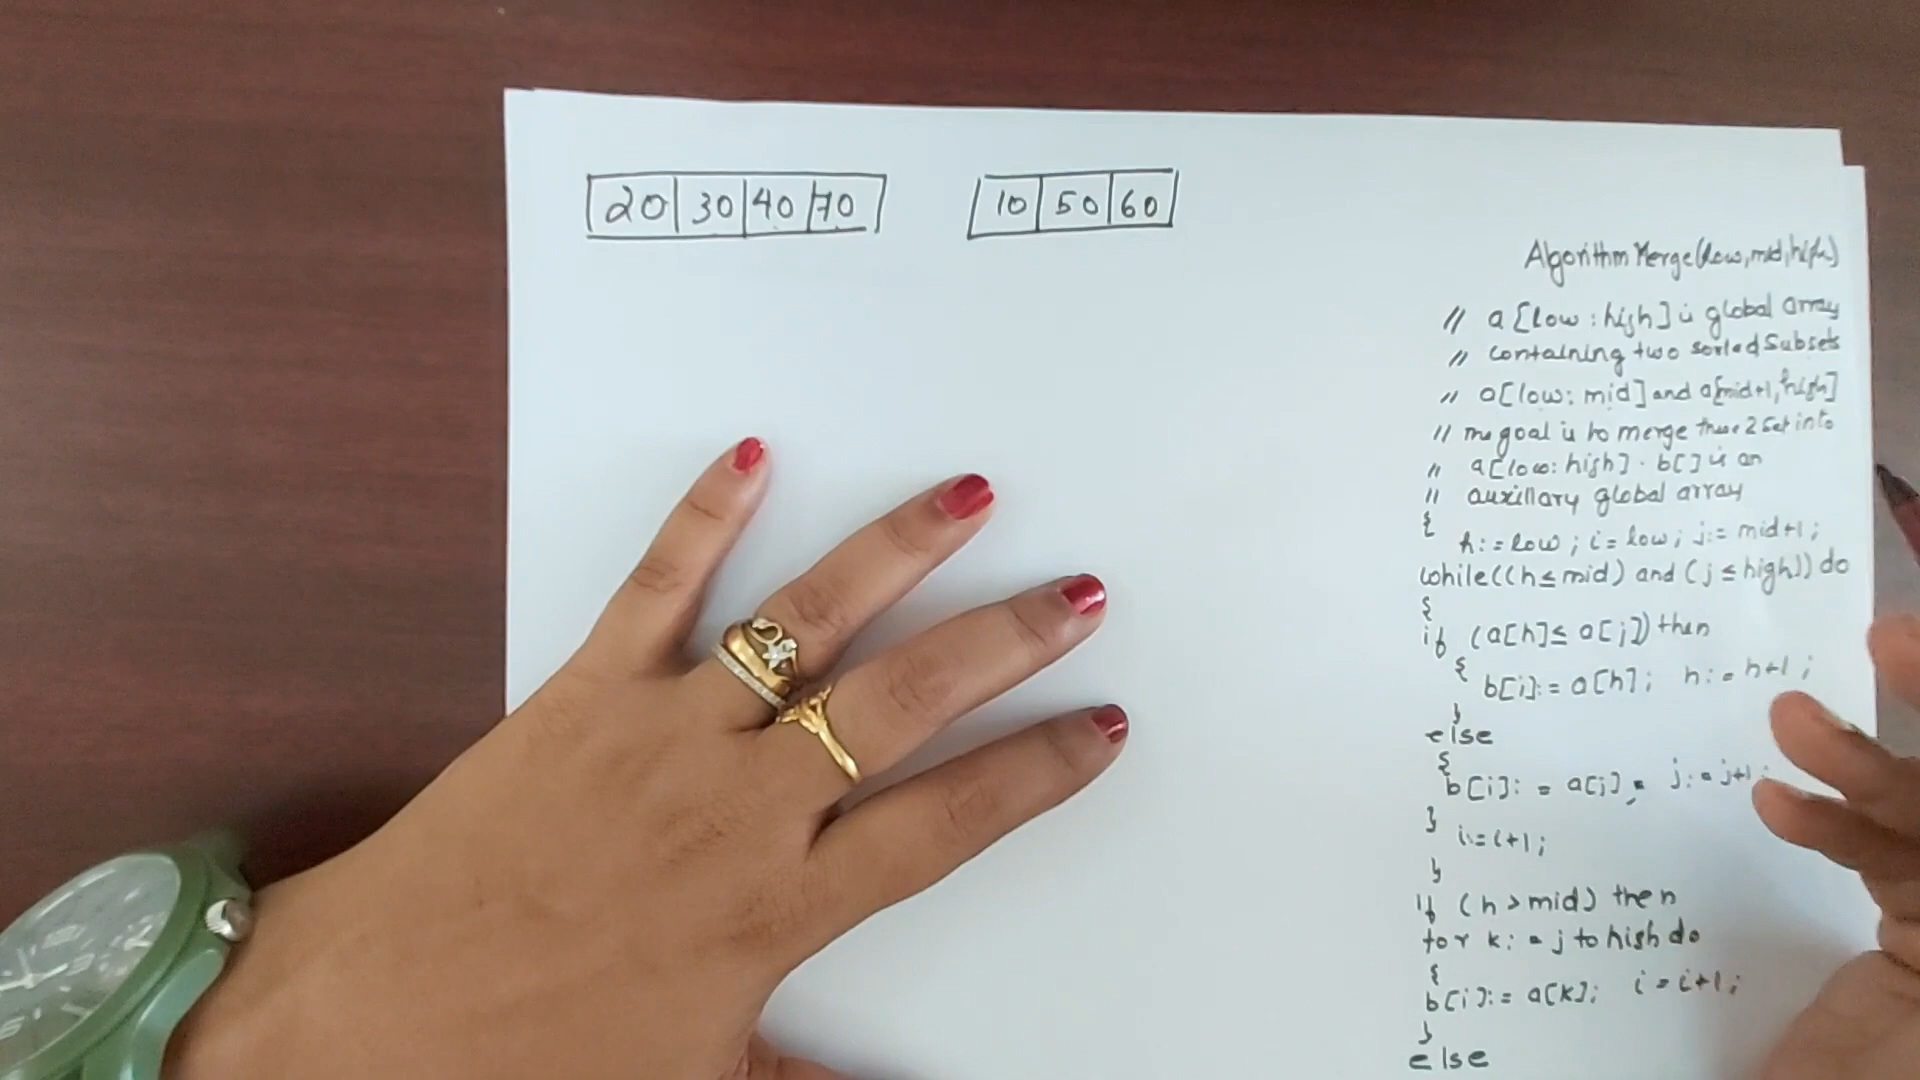 20 30 40 70
10 50 60
Algorithm Merge(low, mid, high)
// a[low : high] is global array
// containing two sorted Subsets
// a[low: mid] and a[mid+1, high]
// The goal is to merge these 2 set into
// a[low: high] . b[] is an
// auxillary global array
{
h: = low ; i = low ; j := mid+1 ;
while((h ≤ mid) and (j ≤ high)) do
{
if (a[h] ≤ a[j]) then
{
b[i]:= a[h]; h: = h+1 ;
}
else
{
b[i]: = a[j] ; j: = j+1
}
i:= i+1 ;
}
if (h > mid) then
for k: = j to high do
{
b[i]:= a[k]; i = i+1 ;
}
else